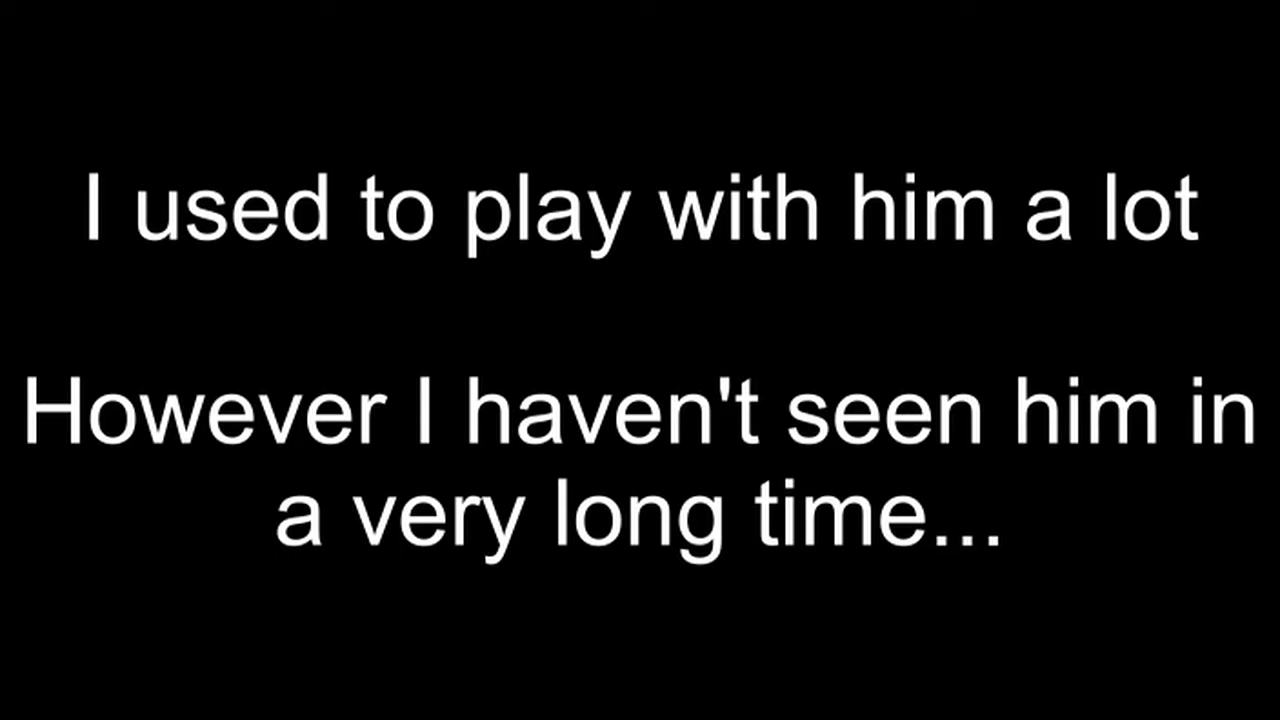 I used to play with him a lot
However I haven't seen him in
a very long time...